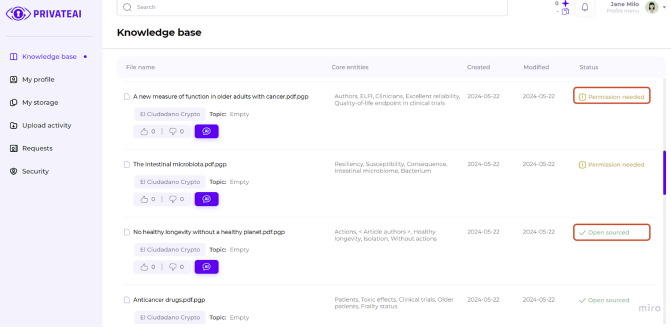 PRIVATEAI
Search
0
-
Jane Milo
Profile menu
Knowledge base
Knowledge base
My profile
My storage
Upload activity
Requests
Security
File name Core entities Created Modified Status
A new measure of function in older adults with cancer.pdf.pgp
Authors, ELFI, Clinicians, Excellent reliability,
Quality-of-life endpoint in clinical trials
2024-05-22 2024-05-22 Permission needed
El Ciudadano Crypto Topic: Empty
0 0
The intestinal microbiota.pdf.pgp
Resiliency, Susceptibility, Consequence,
Intestinal microbiome, Bacterium
2024-05-22 2024-05-22 Permission needed
El Ciudadano Crypto Topic: Empty
0 0
No healthy longevity without a healthy planet.pdf.pgp
Actions, < Article authors >, Healthy
longevity, Isolation, Without actions
2024-05-22 2024-05-22 Open sourced
El Ciudadano Crypto Topic: Empty
0 0
Anticancer drugs.pdf.pgp
Patients, Toxic effects, Clinical trials, Older
patients, Frailty status
2024-05-22 2024-05-22 Open sourced
El Ciudadano Crypto Topic: Empty
miro